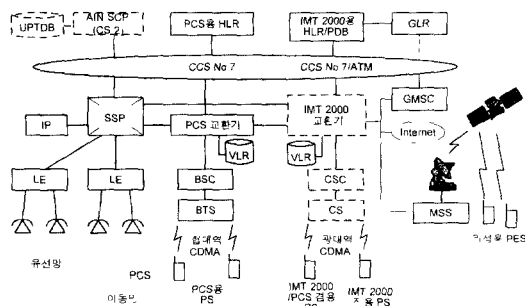 UPTDB
AIN SCP
(CS 2)
PCS용 HLR
IMT 2000용
HLR/PDB
GLR
CCS No 7
CCS No 7/ATM
IP
SSP
PCS 교환기
IMT 2000
교환기
GMSC
Internet
VLR
VLR
LE
LE
BSC
CSC
BTS
CS
MSS
PES
협대역
CDMA
광대역
CDMA
유선망
PCS
이동망
PCS용
PS
IMT 2000
/PCS 겸용
IMT 2000
전용 PS